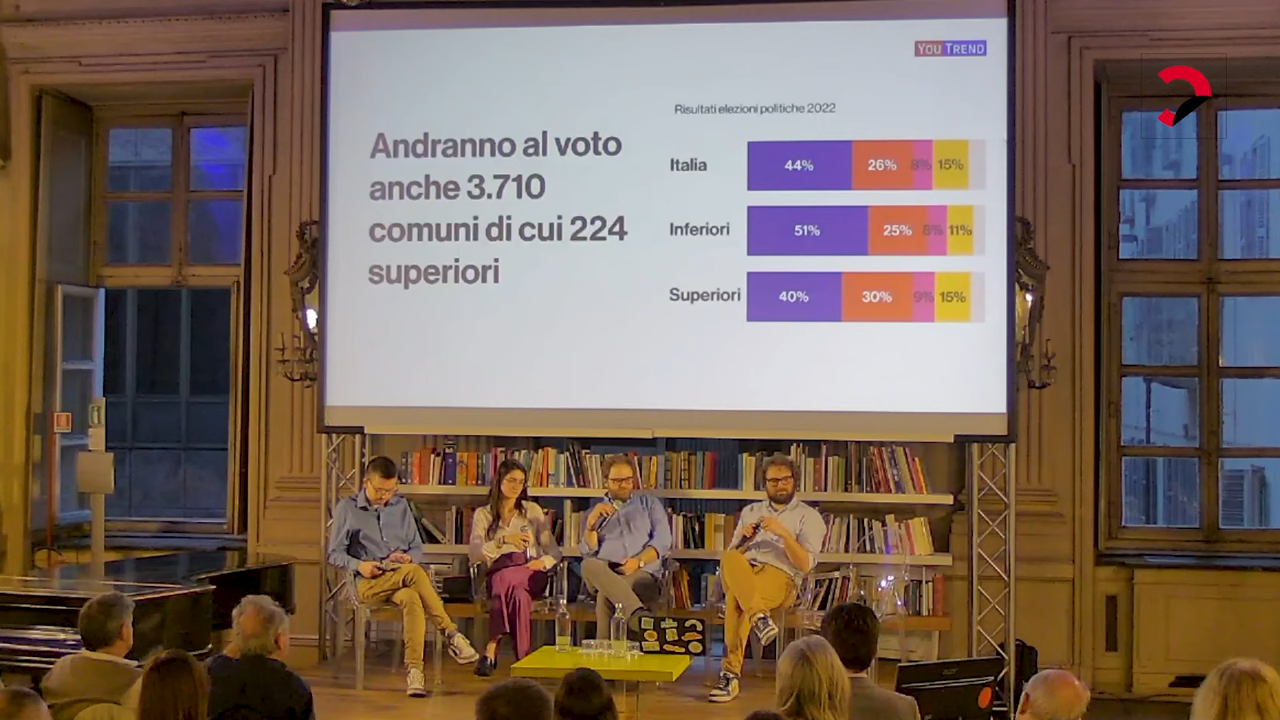 YOU TREND
Risultati elezioni politiche 2022
Andranno al voto
anche 3.710
comuni di cui 224
superiori
Italia
44% 26% 8% 15%
Inferiori
51% 25% 8% 11%
Superiori
40% 30% 9% 15%